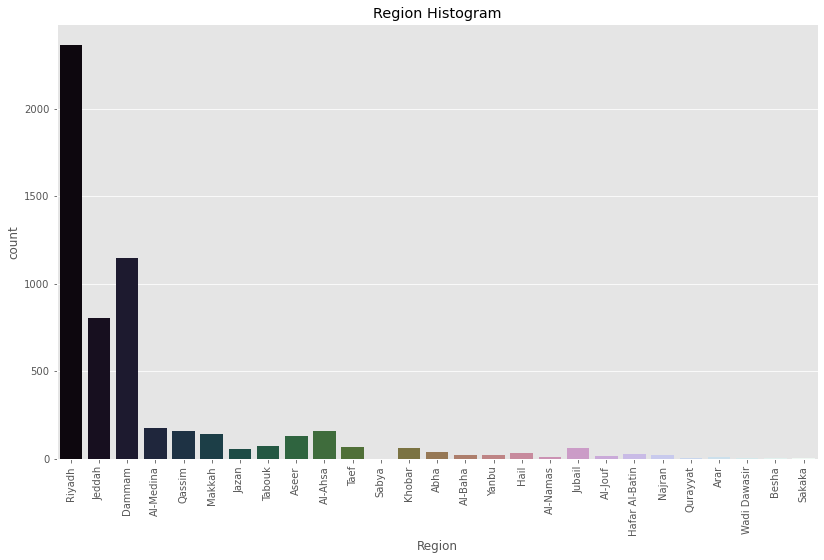 Region Histogram
2000
1500
1000
500
0
count
Riyadh
Jeddah
Dammam
Al-Medina
Qassim
Makkah
Jazan
Tabouk
Aseer
Al-Ahsa
Taef
Sabya
Khobar
Abha
Al-Baha
Yanbu
Hail
Al-Namas
Jubail
Al-Jouf
Hafar Al-Batin
Najran
Qurayyat
Arar
Wadi Dawasir
Besha
Sakaka
Region